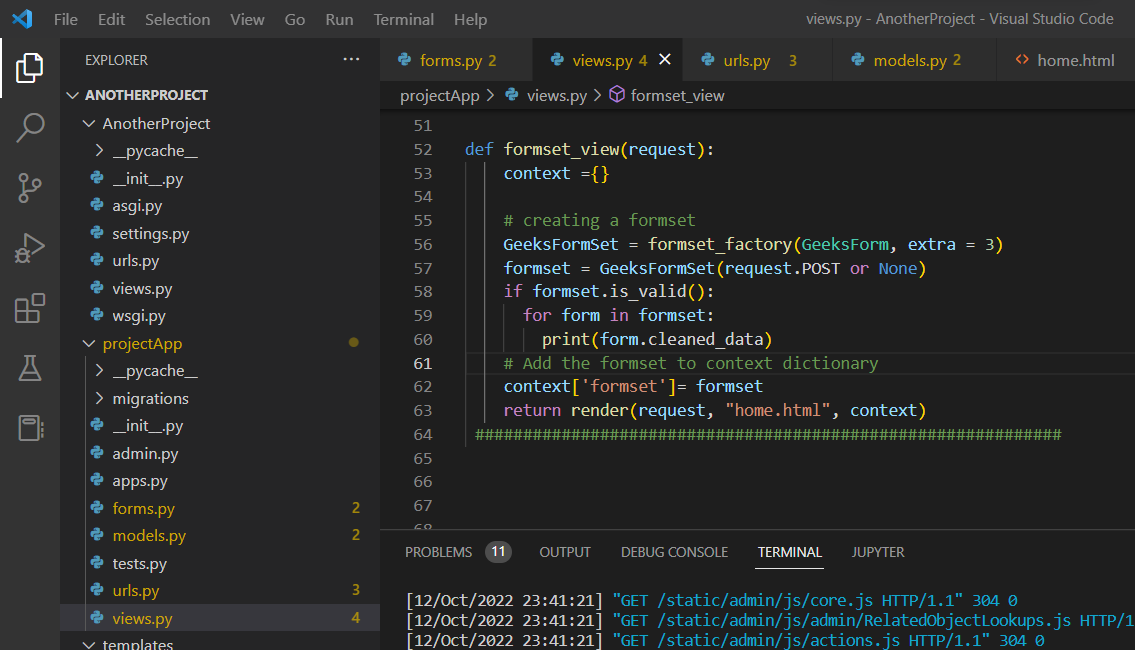 File Edit Selection View Go Run Terminal Help views.py - AnotherProject - Visual Studio Code
EXPLORER ...
ANOTHERPROJECT
AnotherProject
__pycache__
__init__.py
asgi.py
settings.py
urls.py
views.py
wsgi.py
projectApp
__pycache__
migrations
__init__.py
admin.py
apps.py
forms.py 2
models.py 2
tests.py
urls.py 3
views.py 4
templates
forms.py 2 views.py 4 urls.py 3 models.py 2 home.html
projectApp > views.py > formset_view
51
52 def formset_view(request):
53 context ={}
54
55 # creating a formset
56 GeeksFormSet = formset_factory(GeeksForm, extra = 3)
57 formset = GeeksFormSet(request.POST or None)
58 if formset.is_valid():
59 for form in formset:
60 print(form.cleaned_data)
61 # Add the formset to context dictionary
62 context['formset']= formset
63 return render(request, "home.html", context)
64 #############################################################
65
66
67
68
PROBLEMS 11 OUTPUT DEBUG CONSOLE TERMINAL JUPYTER
[12/Oct/2022 23:41:21] "GET /static/admin/js/core.js HTTP/1.1" 304 0
[12/Oct/2022 23:41:21] "GET /static/admin/js/admin/RelatedObjectLookups.js HTTP/1
[12/Oct/2022 23:41:21] "GET /static/admin/js/actions.js HTTP/1.1" 304 0